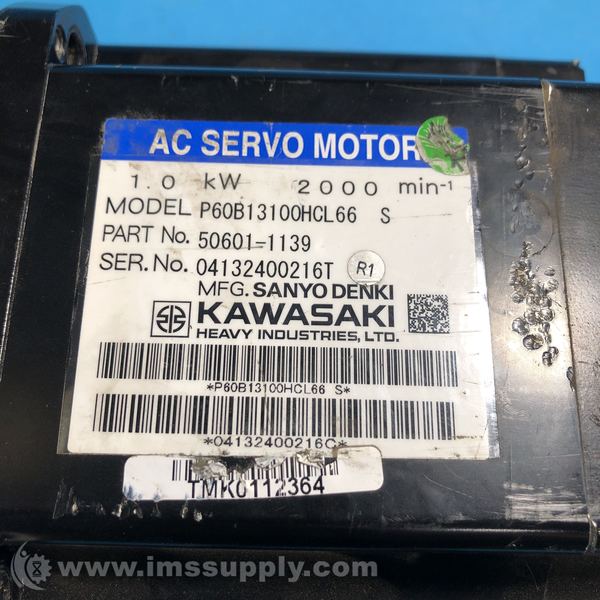 AC SERVO MOTOR
1.0 kW 2000 min-1
MODEL P60B13100HCL66 S
PART No. 50601-1139
SER.No. 04132400216T R1
MFG. SANYO DENKI
KAWASAKI
HEAVY INDUSTRIES, LTD.
*P60B13100HCL66 S*
*04132400216C*
TMK0112364
www.imssupply.com